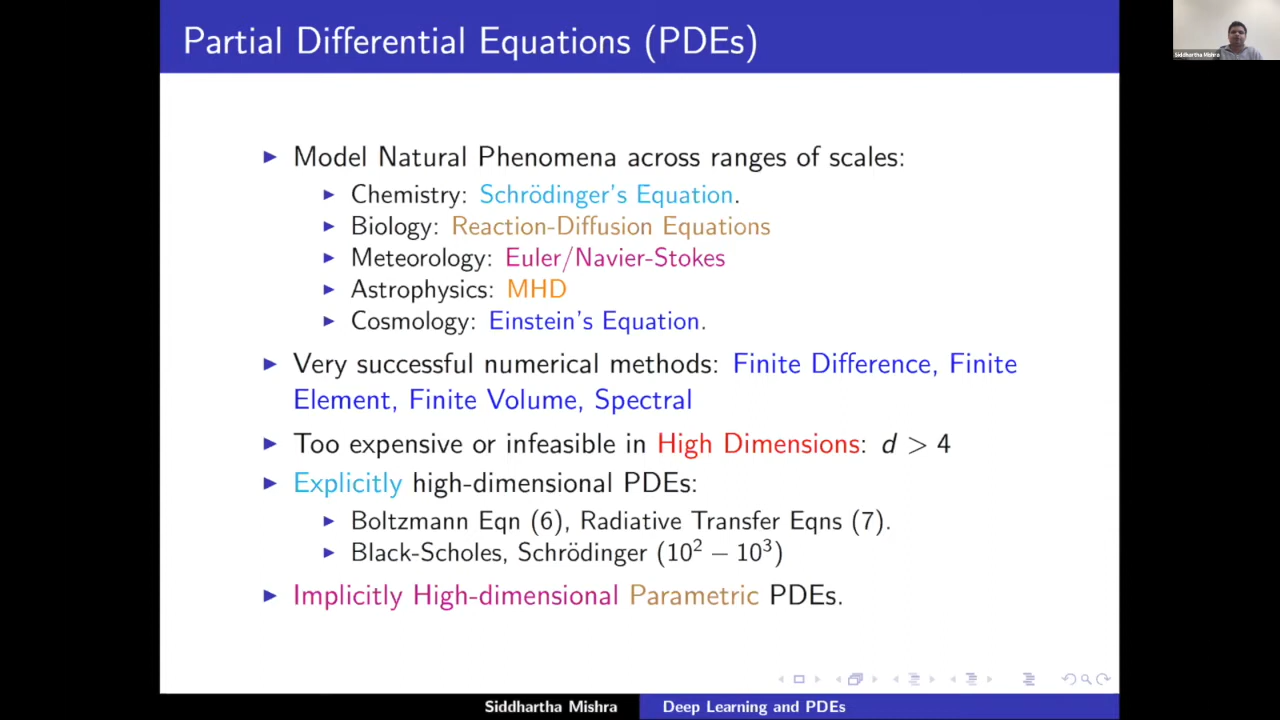 Partial Differential Equations (PDEs)
Siddhartha Mishra
Model Natural Phenomena across ranges of scales:
Chemistry: Schrödinger's Equation.
Biology: Reaction-Diffusion Equations
Meteorology: Euler/Navier-Stokes
Astrophysics: MHD
Cosmology: Einstein's Equation.
Very successful numerical methods: Finite Difference, Finite
Element, Finite Volume, Spectral
Too expensive or infeasible in High Dimensions: d > 4
Explicitly high-dimensional PDEs:
Boltzmann Eqn (6), Radiative Transfer Eqns (7).
Black-Scholes, Schrödinger (10² − 10³)
Implicitly High-dimensional Parametric PDEs.
Siddhartha Mishra
Deep Learning and PDEs